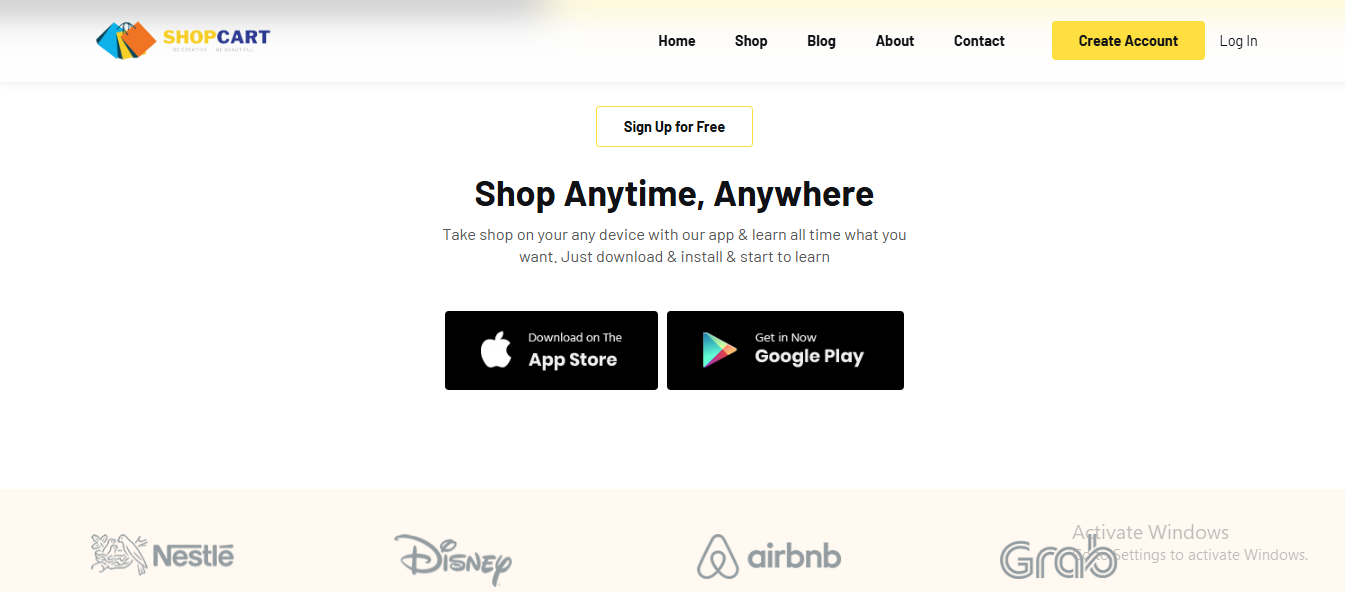 SHOPCART
BE CREATIVE BE BEAUTIFUL
Home Shop Blog About Contact Create Account Log In
Sign Up for Free
Shop Anytime, Anywhere
Take shop on your any device with our app & learn all time what you
want. Just download & install & start to learn
Download on The
App Store
Get in Now
Google Play
Nestlé
Disney
airbnb
Grab
Activate Windows
Go to Settings to activate Windows.